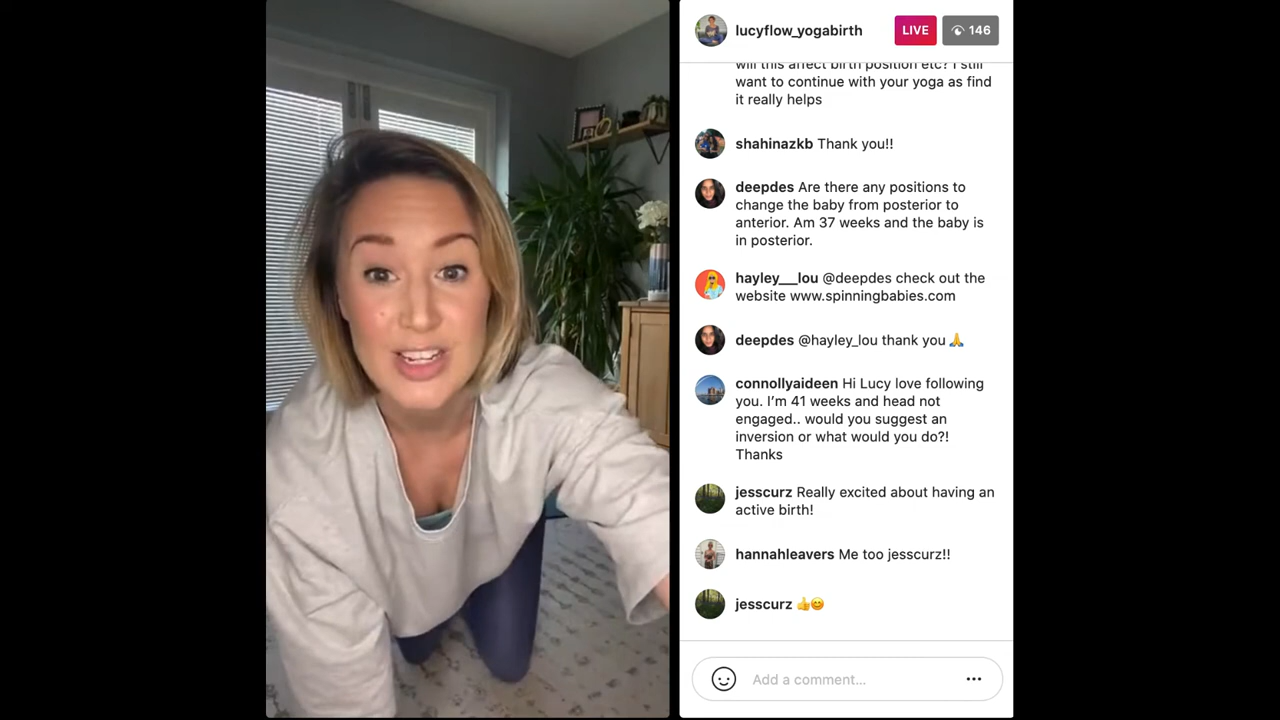 lucyflow_yogabirth
LIVE
146
will this affect birth position etc? I still
want to continue with your yoga as find
it really helps
shahinazkb Thank you!!
deepdes Are there any positions to
change the baby from posterior to
anterior. Am 37 weeks and the baby is
in posterior.
hayley___lou @deepdes check out the
website www.spinningbabies.com
deepdes @hayley_lou thank you 🙏
connollyaideen Hi Lucy love following
you. I'm 41 weeks and head not
engaged.. would you suggest an
inversion or what would you do?!
Thanks
jesscurz Really excited about having an
active birth!
hannahleavers Me too jesscurz!!
jesscurz 👍😊
Add a comment...